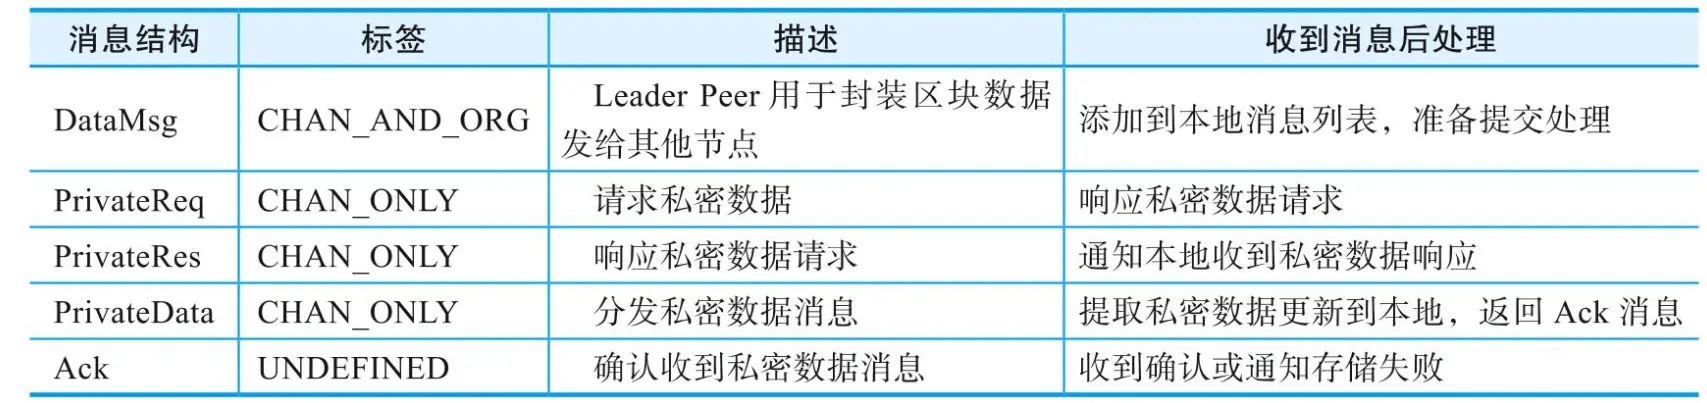 消息结构 标签 描述 收到消息后处理
DataMsg CHAN_AND_ORG Leader Peer 用于封装区块数据发给其他节点 添加到本地消息列表，准备提交处理
PrivateReq CHAN_ONLY 请求私密数据 响应私密数据请求
PrivateRes CHAN_ONLY 响应私密数据请求 通知本地收到私密数据响应
PrivateData CHAN_ONLY 分发私密数据消息 提取私密数据更新到本地，返回 Ack 消息
Ack UNDEFINED 确认收到私密数据消息 收到确认或通知存储失败